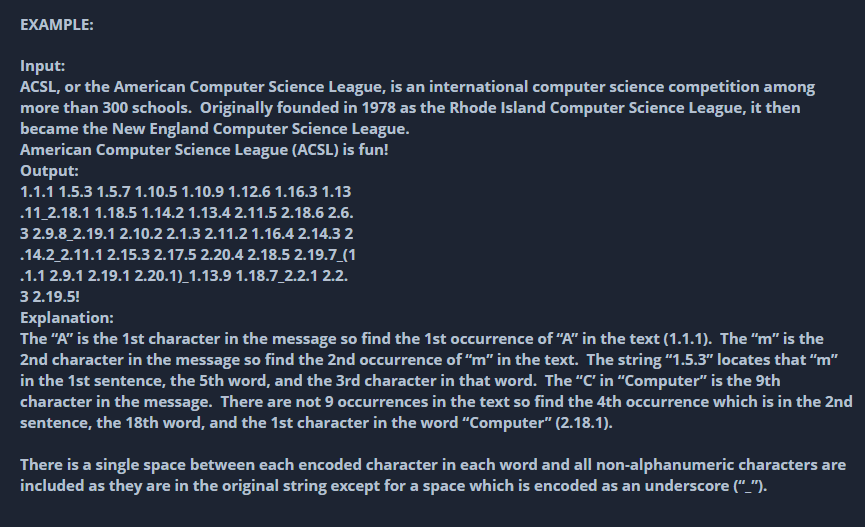 EXAMPLE:
Input:
ACSL, or the American Computer Science League, is an international computer science competition among
more than 300 schools.  Originally founded in 1978 as the Rhode Island Computer Science League, it then
became the New England Computer Science League.
American Computer Science League (ACSL) is fun!
Output:
1.1.1 1.5.3 1.5.7 1.10.5 1.10.9 1.12.6 1.16.3 1.13
.11_2.18.1 1.18.5 1.14.2 1.13.4 2.11.5 2.18.6 2.6.
3 2.9.8_2.19.1 2.10.2 2.1.3 2.11.2 1.16.4 2.14.3 2
.14.2_2.11.1 2.15.3 2.17.5 2.20.4 2.18.5 2.19.7_(1
.1.1 2.9.1 2.19.1 2.20.1)_1.13.9 1.18.7_2.2.1 2.2.
3 2.19.5!
Explanation:
The “A” is the 1st character in the message so find the 1st occurrence of “A” in the text (1.1.1).  The “m” is the
2nd character in the message so find the 2nd occurrence of “m” in the text.  The string “1.5.3” locates that “m”
in the 1st sentence, the 5th word, and the 3rd character in that word.  The “C’ in “Computer” is the 9th
character in the message.  There are not 9 occurrences in the text so find the 4th occurrence which is in the 2nd
sentence, the 18th word, and the 1st character in the word “Computer” (2.18.1).
There is a single space between each encoded character in each word and all non-alphanumeric characters are
included as they are in the original string except for a space which is encoded as an underscore (“_”).